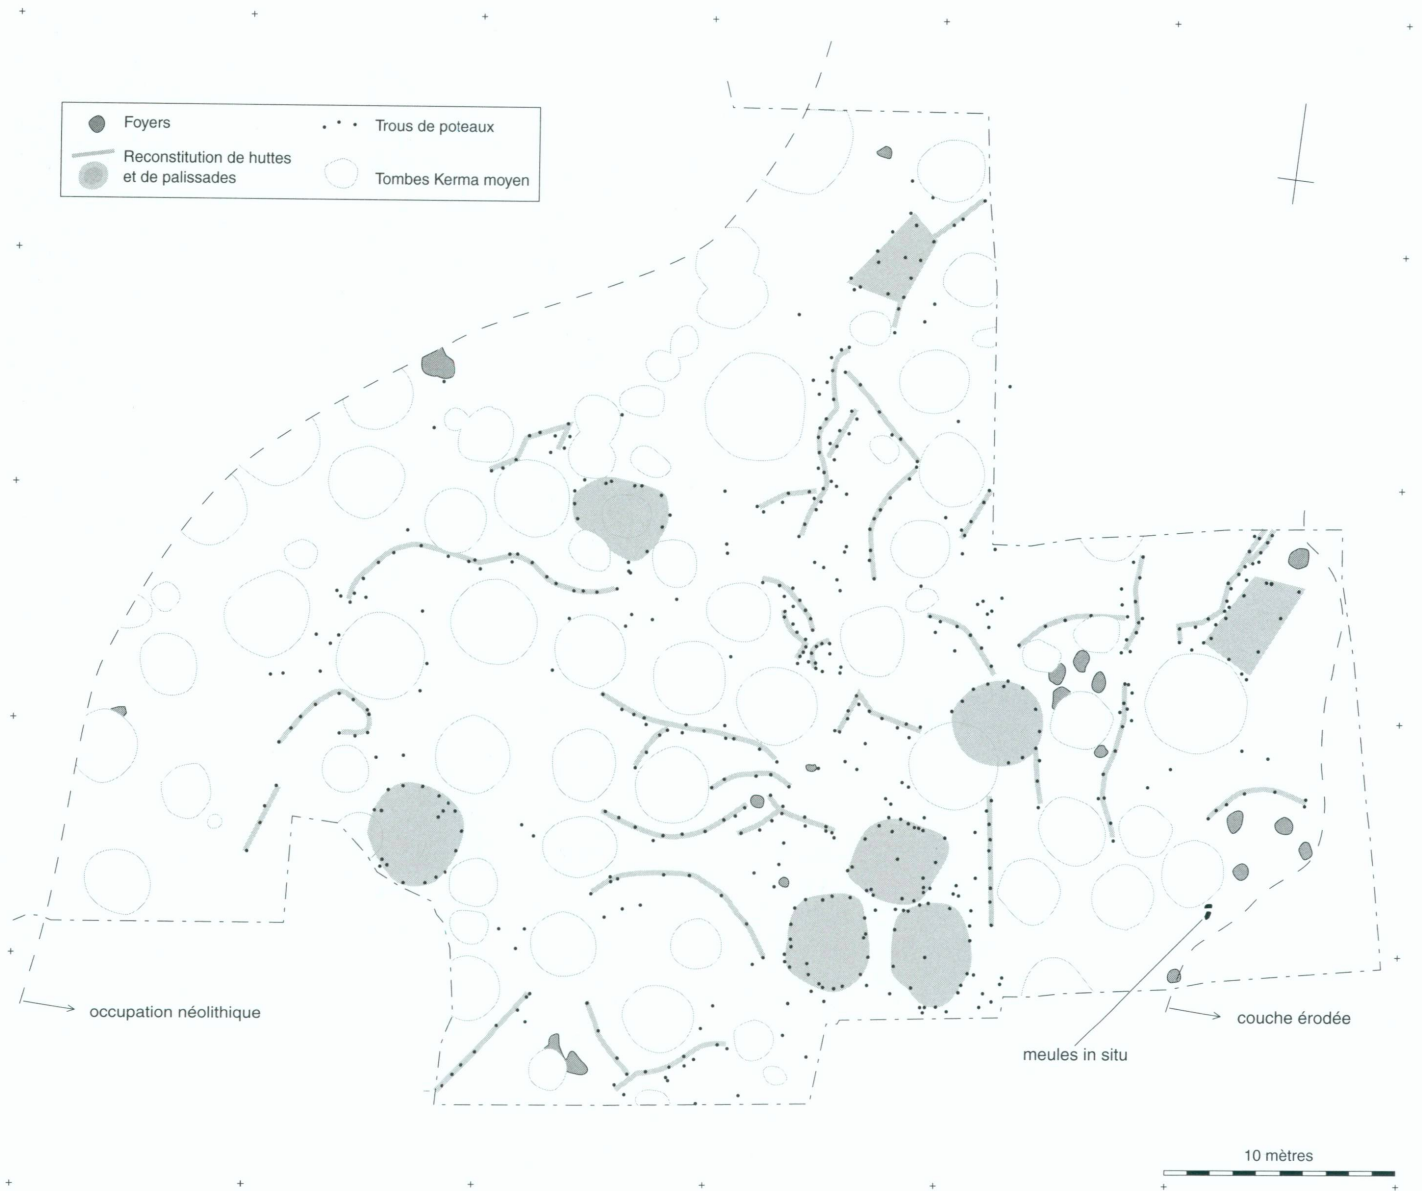 Foyers
Trous de poteaux
Reconstitution de huttes
et de palissades
Tombes Kerma moyen
occupation néolithique
couche érodée
meules in situ
10 mètres